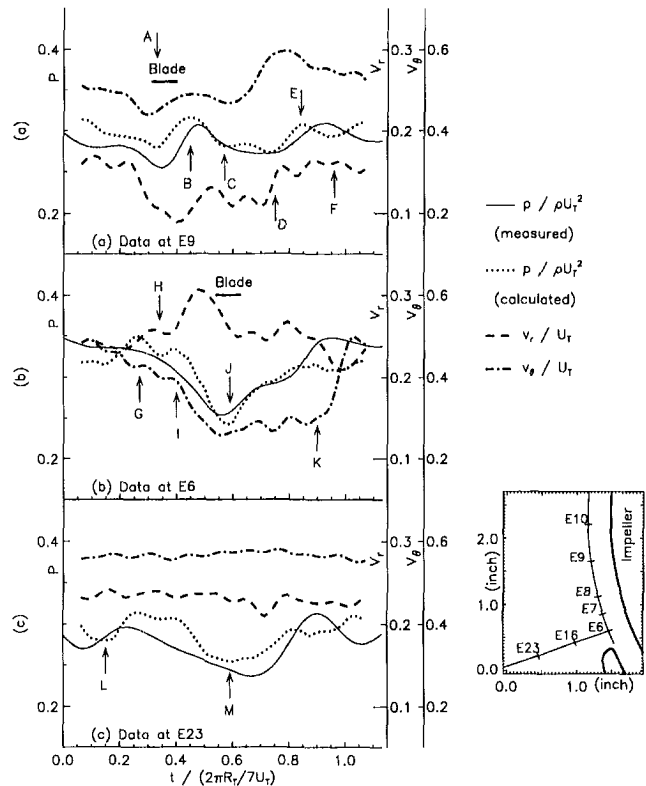 A
Blade
0.4
P
0.2
(a)
B
C
D
E
F
(a) Data at E9
0.3
0.2
0.1
V_r
0.6
0.4
0.2
V_θ
H
Blade
0.4
P
0.2
(b)
G
I
J
K
(b) Data at E6
0.3
0.2
0.1
V_r
0.6
0.4
0.2
V_θ
0.4
P
0.2
(c)
L
M
(c) Data at E23
0.3
0.2
0.1
V_r
0.6
0.4
0.2
V_θ
0.0 0.2 0.4 0.6 0.8 1.0
t / (2πR_T/7U_T)
p / ρU_T²
(measured)
p / ρU_T²
(calculated)
v_r / U_T
v_θ / U_T
2.0
(inch)
1.0
0.0
E10
E9
E8
E7
E6
E16
E23
Impeller
0.0 1.0 (inch)